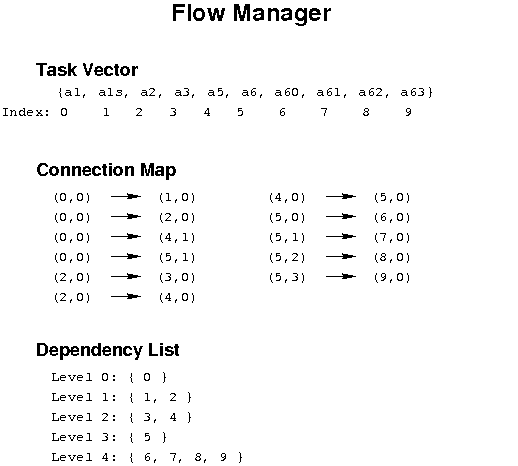 Flow Manager
Task Vector
{a1, a1s, a2, a3, a5, a6, a60, a61, a62, a63}
Index: 0 1 2 3 4 5 6 7 8 9
Connection Map
(0,0) → (1,0) (4,0) → (5,0)
(0,0) → (2,0) (5,0) → (6,0)
(0,0) → (4,1) (5,1) → (7,0)
(0,0) → (5,1) (5,2) → (8,0)
(2,0) → (3,0) (5,3) → (9,0)
(2,0) → (4,0)
Dependency List
Level 0: { 0 }
Level 1: { 1, 2 }
Level 2: { 3, 4 }
Level 3: { 5 }
Level 4: { 6, 7, 8, 9 }